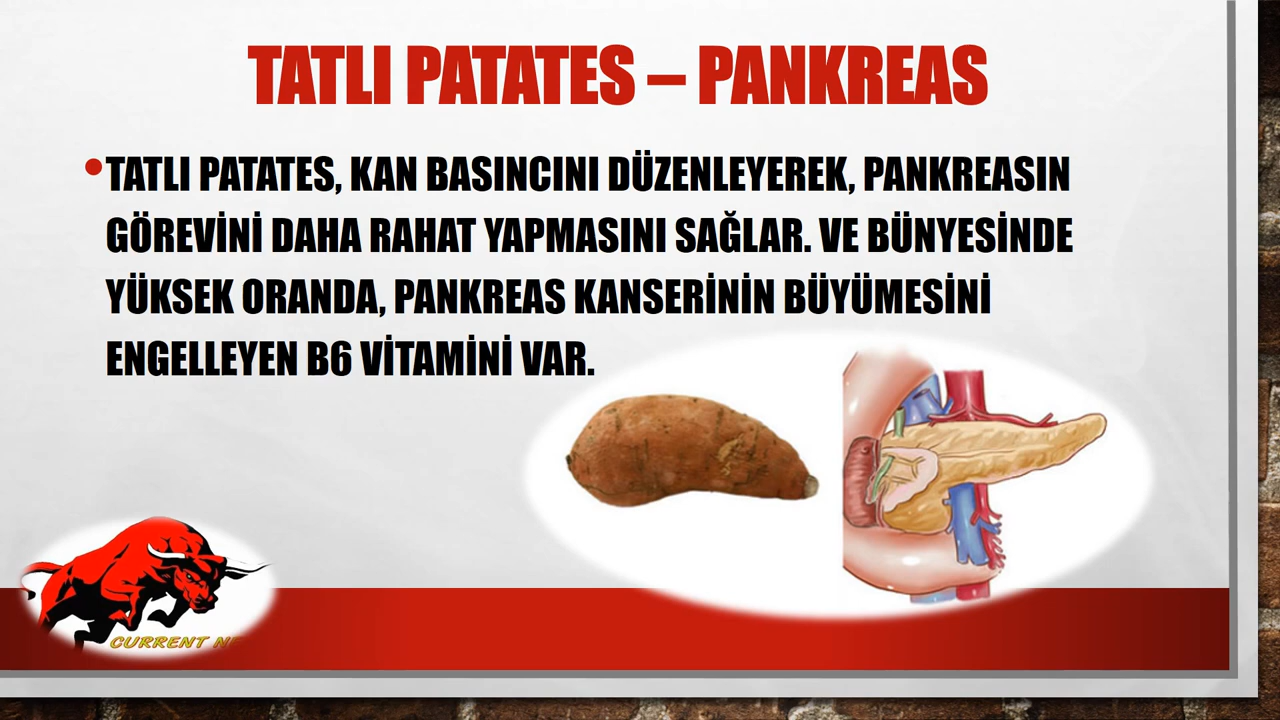 TATLI PATATES – PANKREAS
•TATLI PATATES, KAN BASINCINI DÜZENLEYEREK, PANKREASIN
GÖREVİNİ DAHA RAHAT YAPMASINI SAĞLAR. VE BÜNYESİNDE
YÜKSEK ORANDA, PANKREAS KANSERİNİN BÜYÜMESİNİ
ENGELLEYEN B6 VİTAMİNİ VAR.
CURRENT